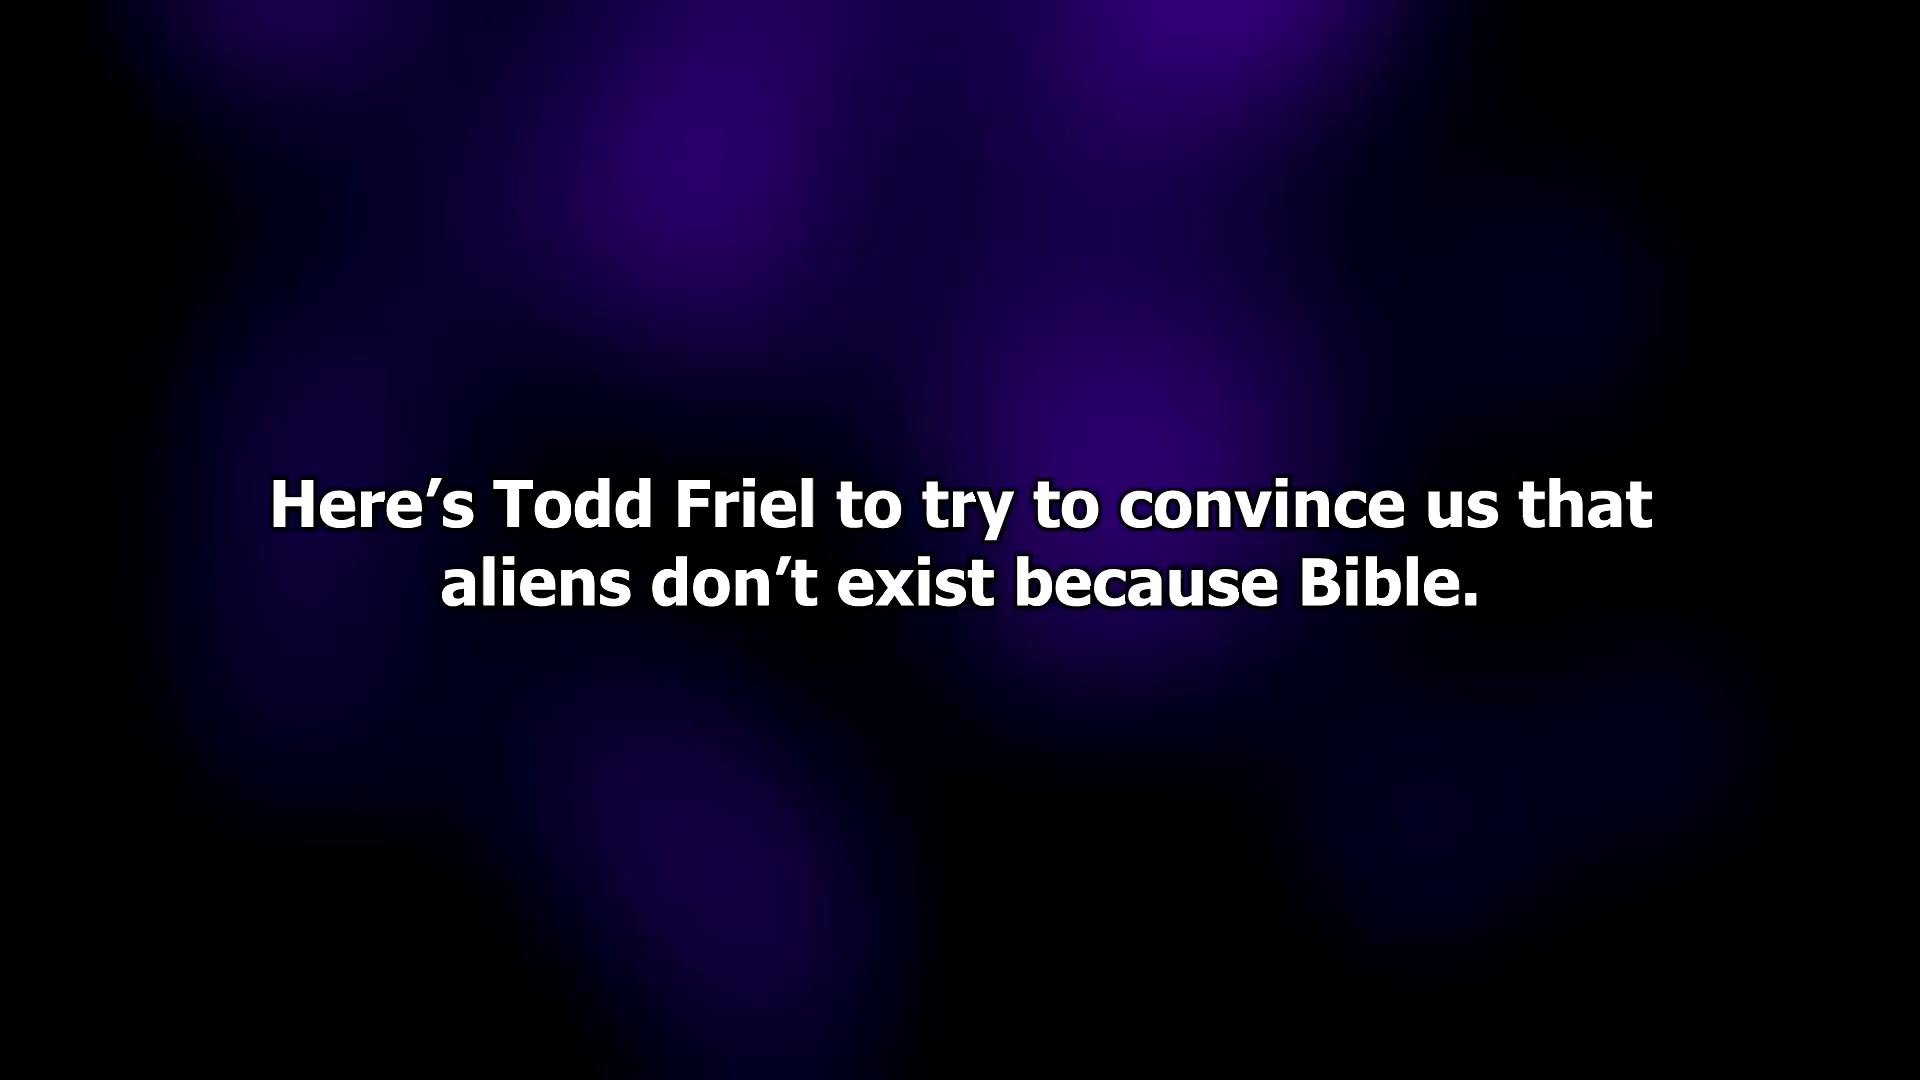 Here’s Todd Friel to try to convince us that
aliens don’t exist because Bible.